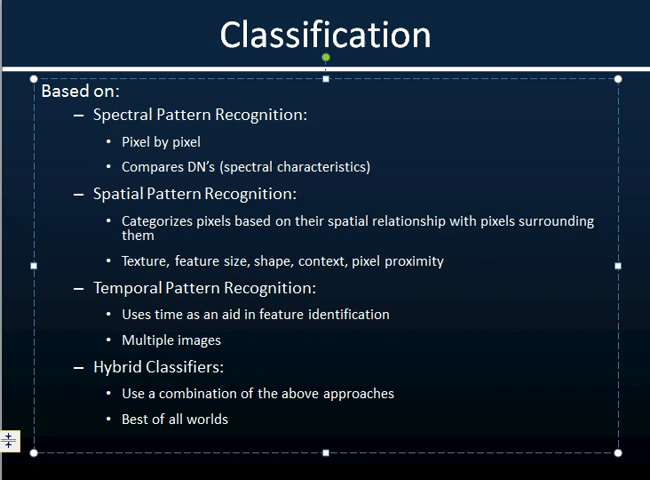 Classification
Based on:
– Spectral Pattern Recognition:
• Pixel by pixel
• Compares DN's (spectral characteristics)
– Spatial Pattern Recognition:
• Categorizes pixels based on their spatial relationship with pixels surrounding
them
• Texture, feature size, shape, context, pixel proximity
– Temporal Pattern Recognition:
• Uses time as an aid in feature identification
• Multiple images
– Hybrid Classifiers:
• Use a combination of the above approaches
• Best of all worlds